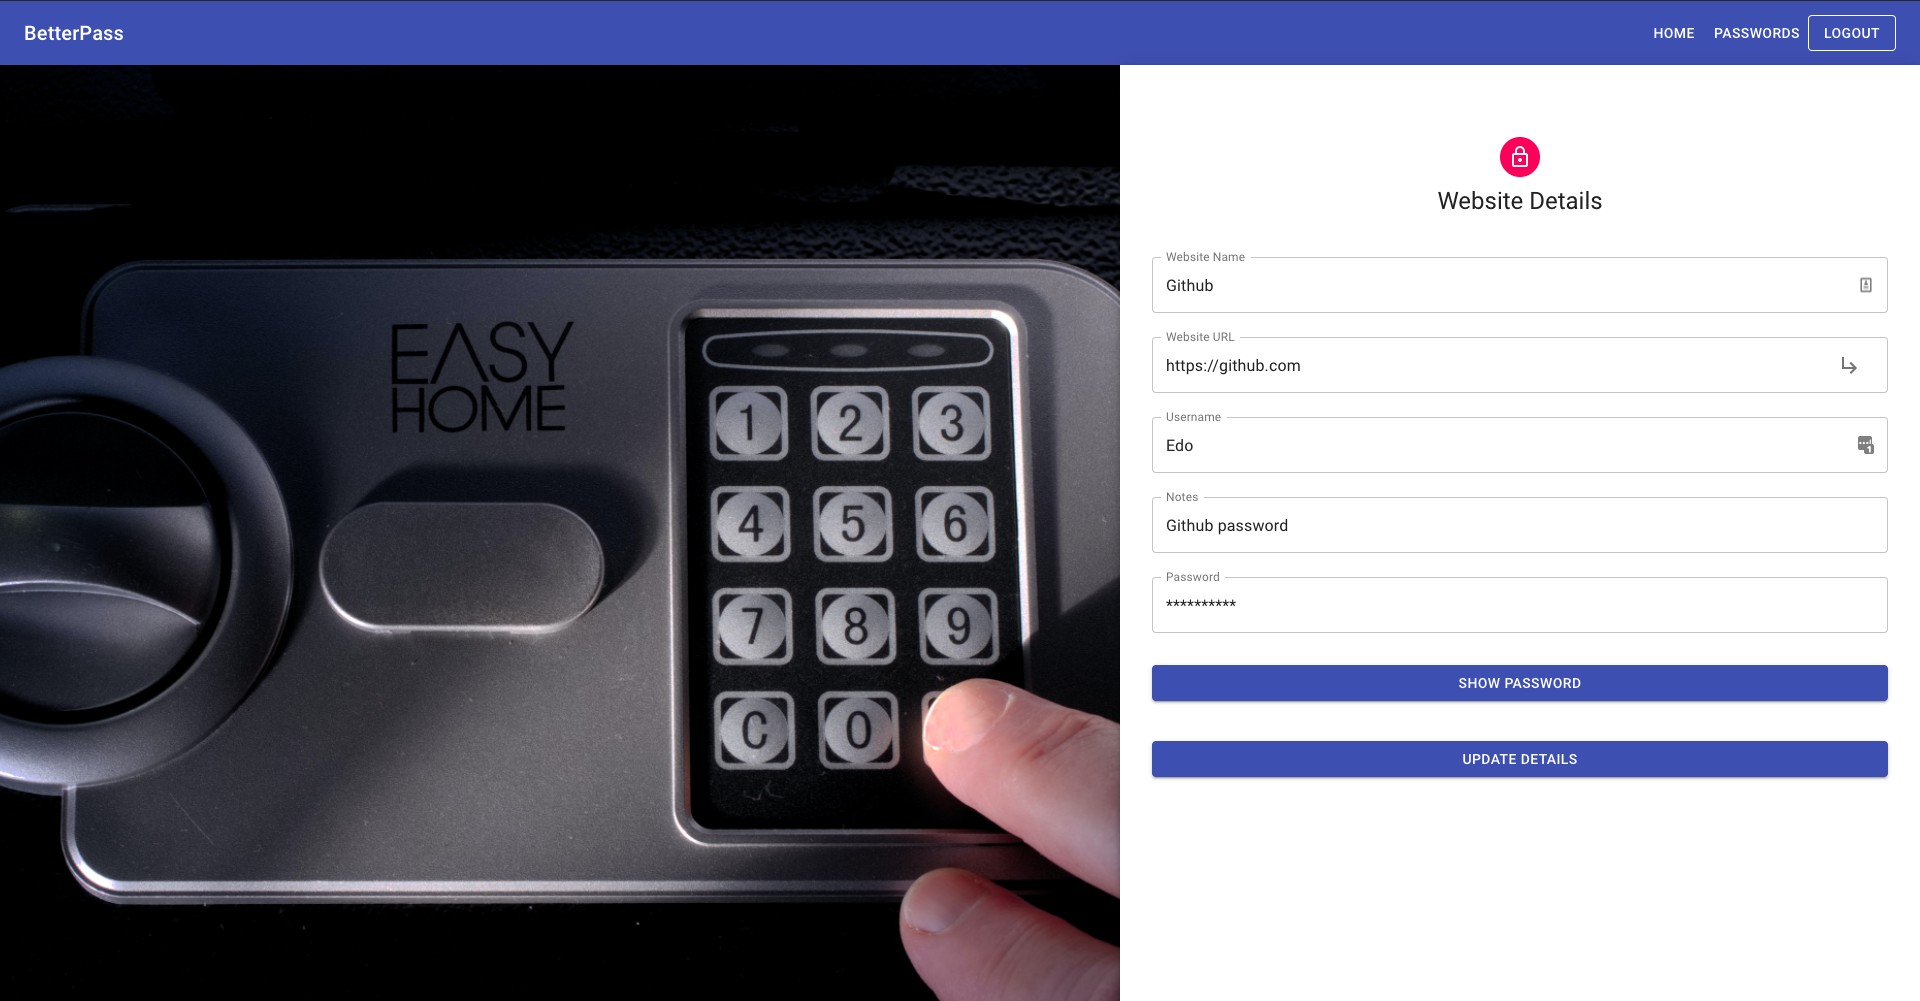 BetterPass
HOME PASSWORDS LOGOUT
EASY
HOME
1 2 3
4 5 6
7 8 9
C 0
Website Details
Website Name
Github
Website URL
https://github.com
Username
Edo
Notes
Github password
Password
**********
SHOW PASSWORD
UPDATE DETAILS